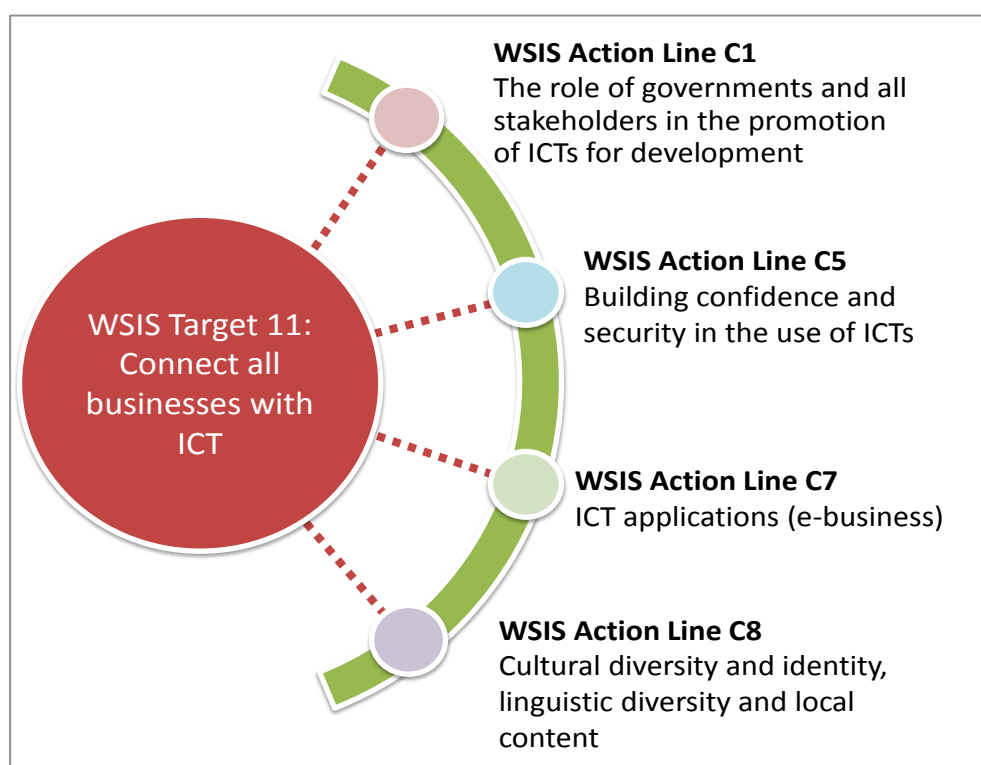 WSIS Target 11:
Connect all
businesses with
ICT
WSIS Action Line C1
The role of governments and all
stakeholders in the promotion
of ICTs for development
WSIS Action Line C5
Building confidence and
security in the use of ICTs
WSIS Action Line C7
ICT applications (e-business)
WSIS Action Line C8
Cultural diversity and identity,
linguistic diversity and local
content